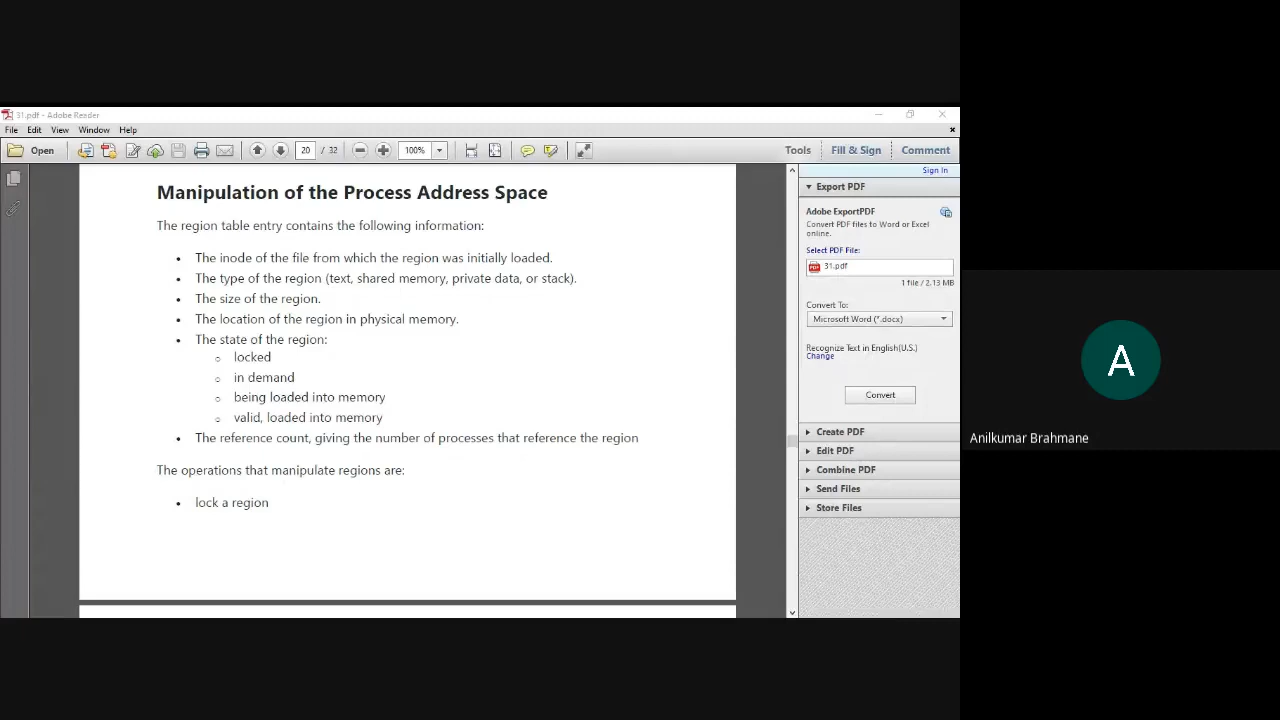 31.pdf - Adobe Reader
File Edit View Window Help
Open 20 / 32 100% Tools Fill & Sign Comment
Sign In
Manipulation of the Process Address Space
The region table entry contains the following information:
• The inode of the file from which the region was initially loaded.
• The type of the region (text, shared memory, private data, or stack).
• The size of the region.
• The location of the region in physical memory.
• The state of the region:
o locked
o in demand
o being loaded into memory
o valid, loaded into memory
• The reference count, giving the number of processes that reference the region
The operations that manipulate regions are:
• lock a region
Export PDF
Adobe ExportPDF
Convert PDF files to Word or Excel
online.
Select PDF File:
31.pdf
1 file / 2.13 MB
Convert To:
Microsoft Word (*.docx)
Recognize Text in English(U.S.)
Change
Convert
Create PDF
Edit PDF
Combine PDF
Send Files
Store Files
A
Anilkumar Brahmane